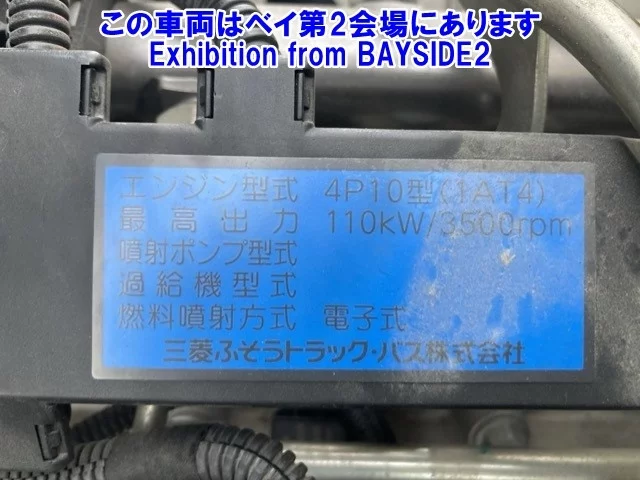 この車両はベイ第2会場にあります
Exhibition from BAYSIDE2
エンジン型式 4P10型(1AT4)
最高出力 110kW/3500rpm
噴射ポンプ型式
過給機型式
燃料噴射方式 電子式
三菱ふそうトラック・バス株式会社